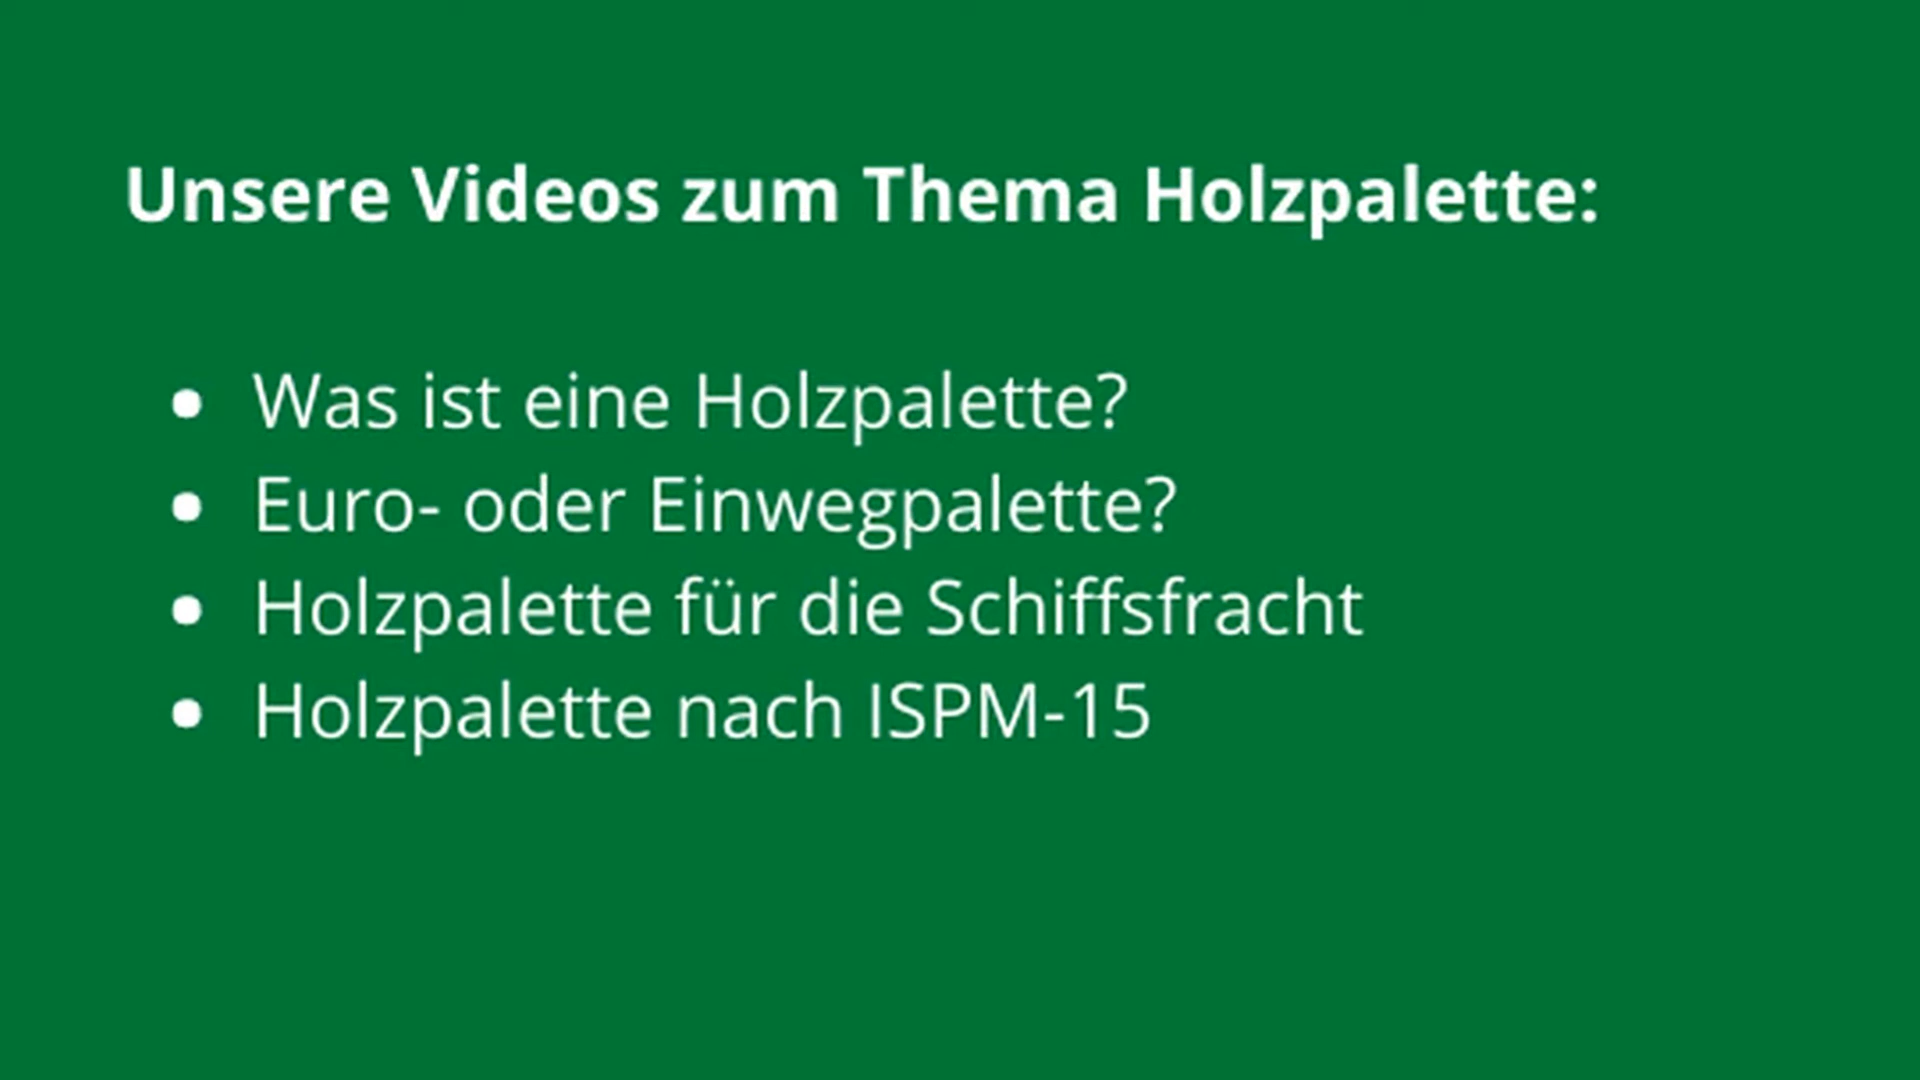 Unsere Videos zum Thema Holzpalette:
• Was ist eine Holzpalette?
• Euro- oder Einwegpalette?
• Holzpalette für die Schiffsfracht
• Holzpalette nach ISPM-15